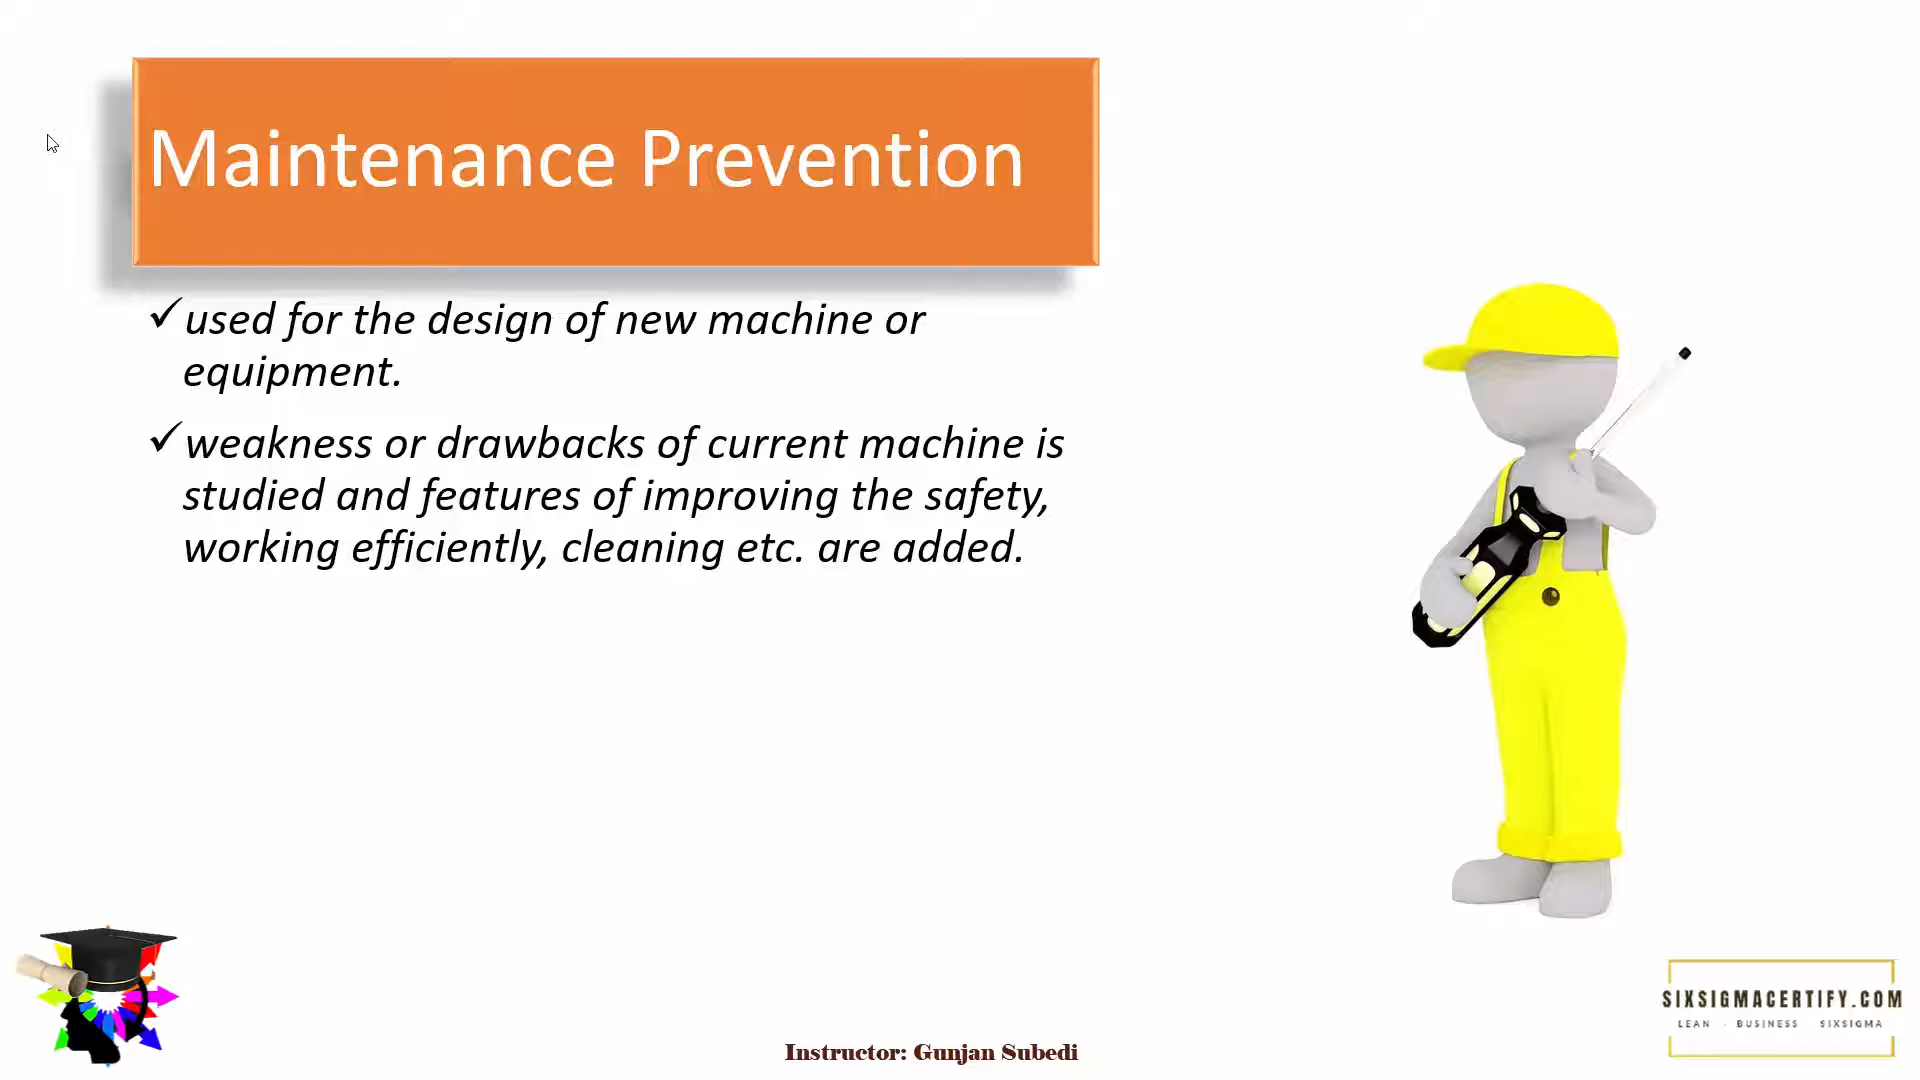 Maintenance Prevention
✓used for the design of new machine or
equipment.
✓weakness or drawbacks of current machine is
studied and features of improving the safety,
working efficiently, cleaning etc. are added.
SIXSIGMACERTIFY.COM
LEAN - BUSINESS SIXSIGMA
Instructor: Gunjan Subedi